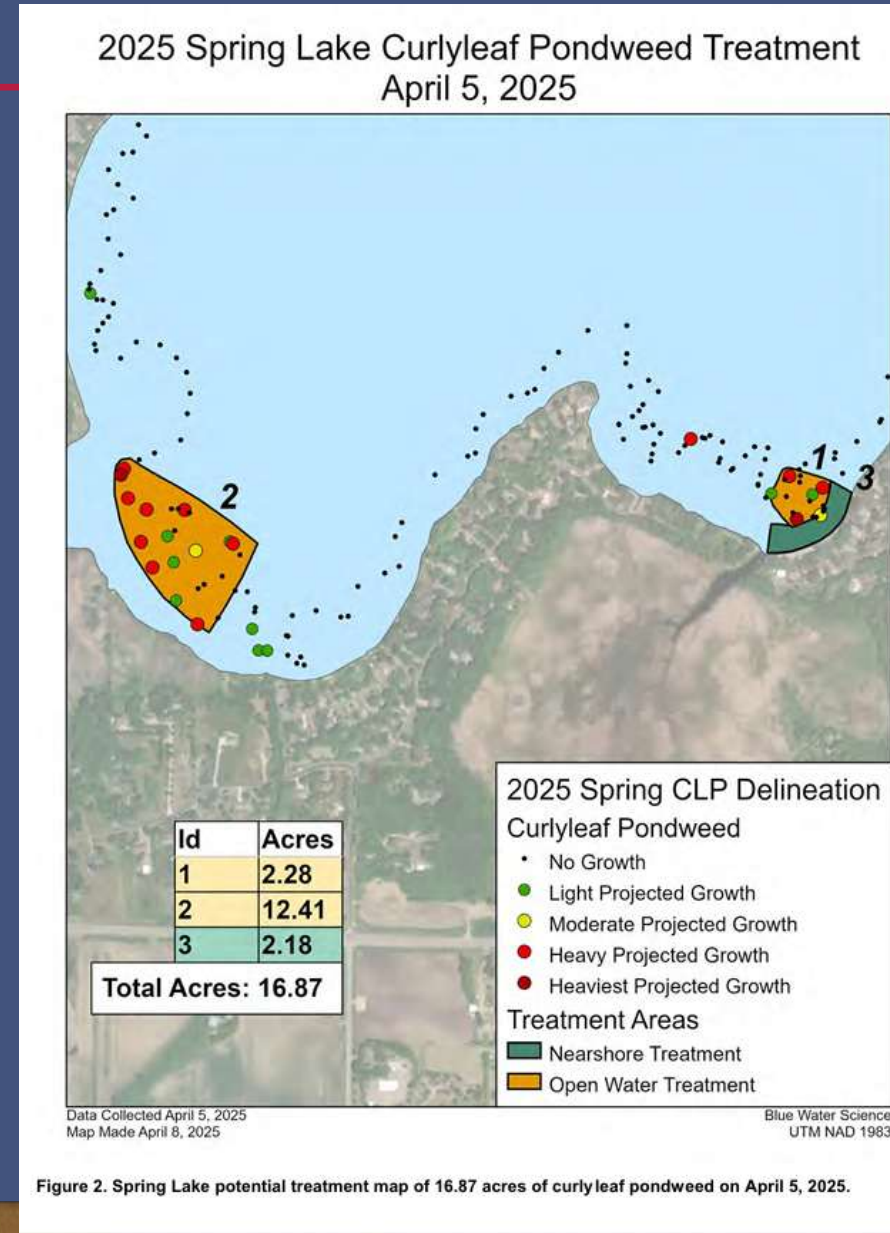 2025 Spring Lake Curlyleaf Pondweed Treatment
April 5, 2025
1
2
3
Id Acres
1 2.28
2 12.41
3 2.18
Total Acres: 16.87
2025 Spring CLP Delineation
Curlyleaf Pondweed
No Growth
Light Projected Growth
Moderate Projected Growth
Heavy Projected Growth
Heaviest Projected Growth
Treatment Areas
Nearshore Treatment
Open Water Treatment
Data Collected April 5, 2025
Map Made April 8, 2025
Blue Water Science
UTM NAD 1983
Figure 2. Spring Lake potential treatment map of 16.87 acres of curlyleaf pondweed on April 5, 2025.